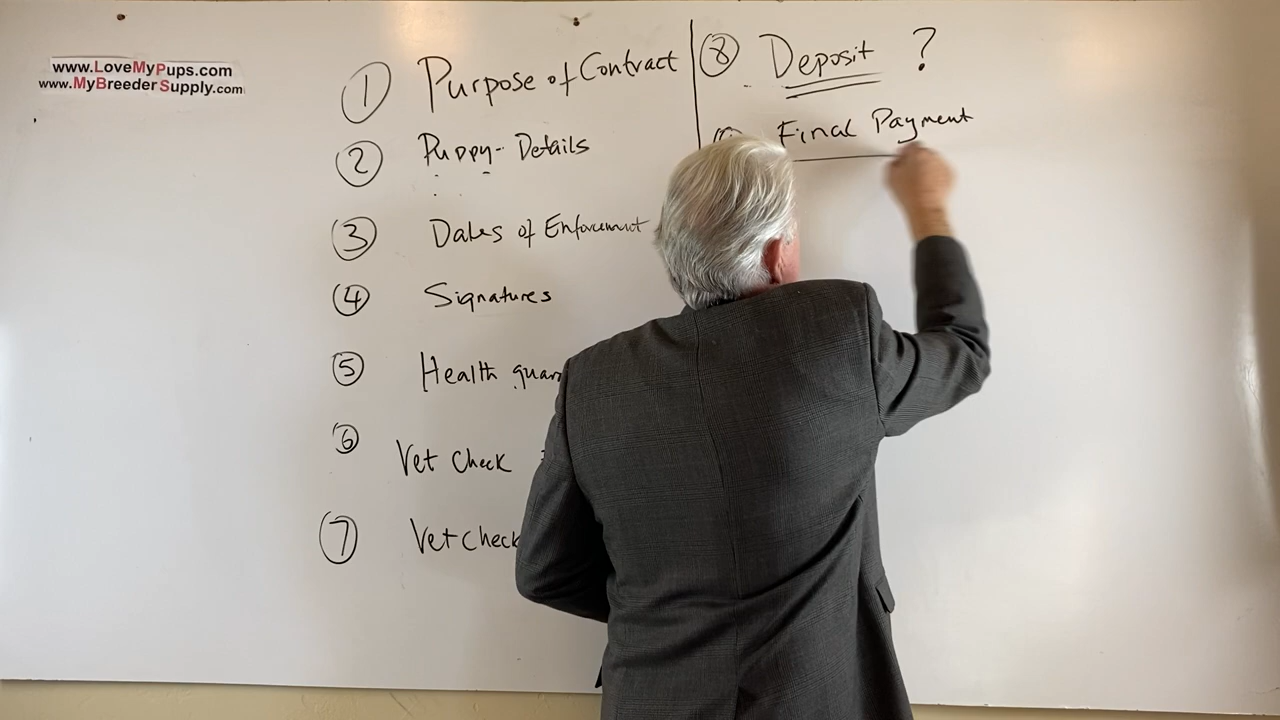 www.LoveMyPups.com
www.MyBreederSupply.com
① Purpose of Contract
② Puppy- Details
③ Dates of Enforcement
④ Signatures
⑤ Health
⑥ Vet Check
⑦ Vet Check
⑧ Deposit ?
Final Payment